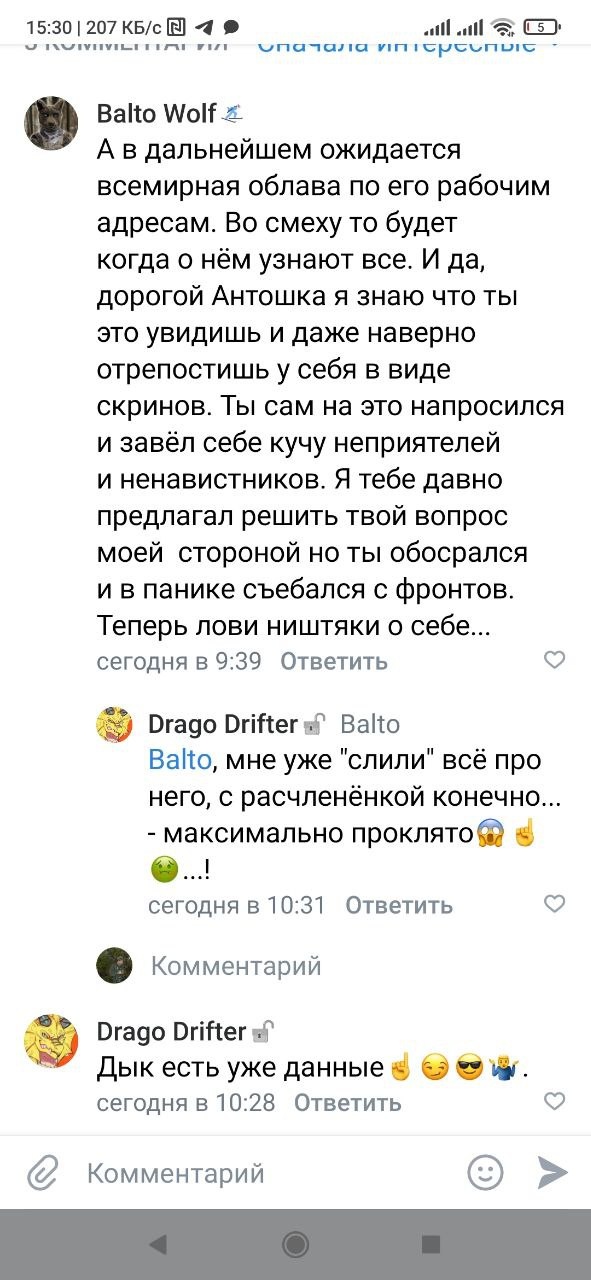 15:30 | 207 КБ/с
3 КОММЕНТАРИЯ Сначала интересные
Balto Wolf
А в дальнейшем ожидается
всемирная облава по его рабочим
адресам. Во смеху то будет
когда о нём узнают все. И да,
дорогой Антошка я знаю что ты
это увидишь и даже наверно
отрепостишь у себя в виде
скринов. Ты сам на это напросился
и завёл себе кучу неприятелей
и ненавистников. Я тебе давно
предлагал решить твой вопрос
моей стороной но ты обосрался
и в панике съебался с фронтов.
Теперь лови ништяки о себе...
сегодня в 9:39 Ответить
Drago Drifter Balto
Balto, мне уже "слили" всё про
него, с расчленёнкой конечно...
- максимально проклято😱☝
🤢...!
сегодня в 10:31 Ответить
Комментарий
Drago Drifter
Дык есть уже данные☝😏😎🤷‍♂️.
сегодня в 10:28 Ответить
Комментарий
5